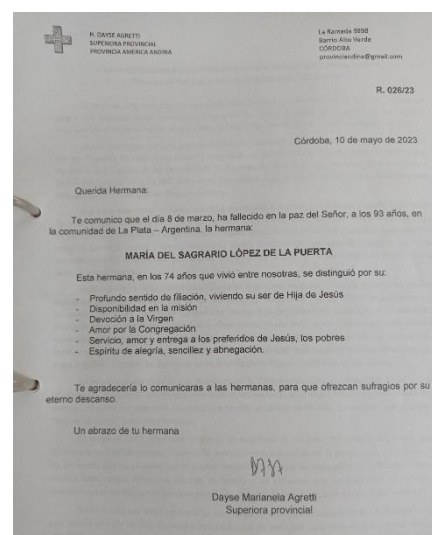 H. DAYSE AGRETTI
SUPERIORA PROVINCIAL
PROVINCIA AMÉRICA ANDINA
La Ramada 3890
Barrio Alto Verde
CÓRDOBA
provinciandina@gmail.com
R. 026/23
Córdoba, 10 de mayo de 2023
Querida Hermana:
Te comunico que el día 8 de marzo, ha fallecido en la paz del Señor, a los 93 años, en
la comunidad de La Plata – Argentina, la hermana:
MARÍA DEL SAGRARIO LÓPEZ DE LA PUERTA
Esta hermana, en los 74 años que vivió entre nosotras, se distinguió por su:
- Profundo sentido de filiación, viviendo su ser de Hija de Jesús
- Disponibilidad en la misión
- Devoción a la Virgen
- Amor por la Congregación
- Servicio, amor y entrega a los preferidos de Jesús, los pobres
- Espíritu de alegría, sencillez y abnegación.
Te agradecería lo comunicaras a las hermanas, para que ofrezcan sufragios por su
eterno descanso
Un abrazo de tu hermana
Dayse Marianela Agretti
Superiora provincial